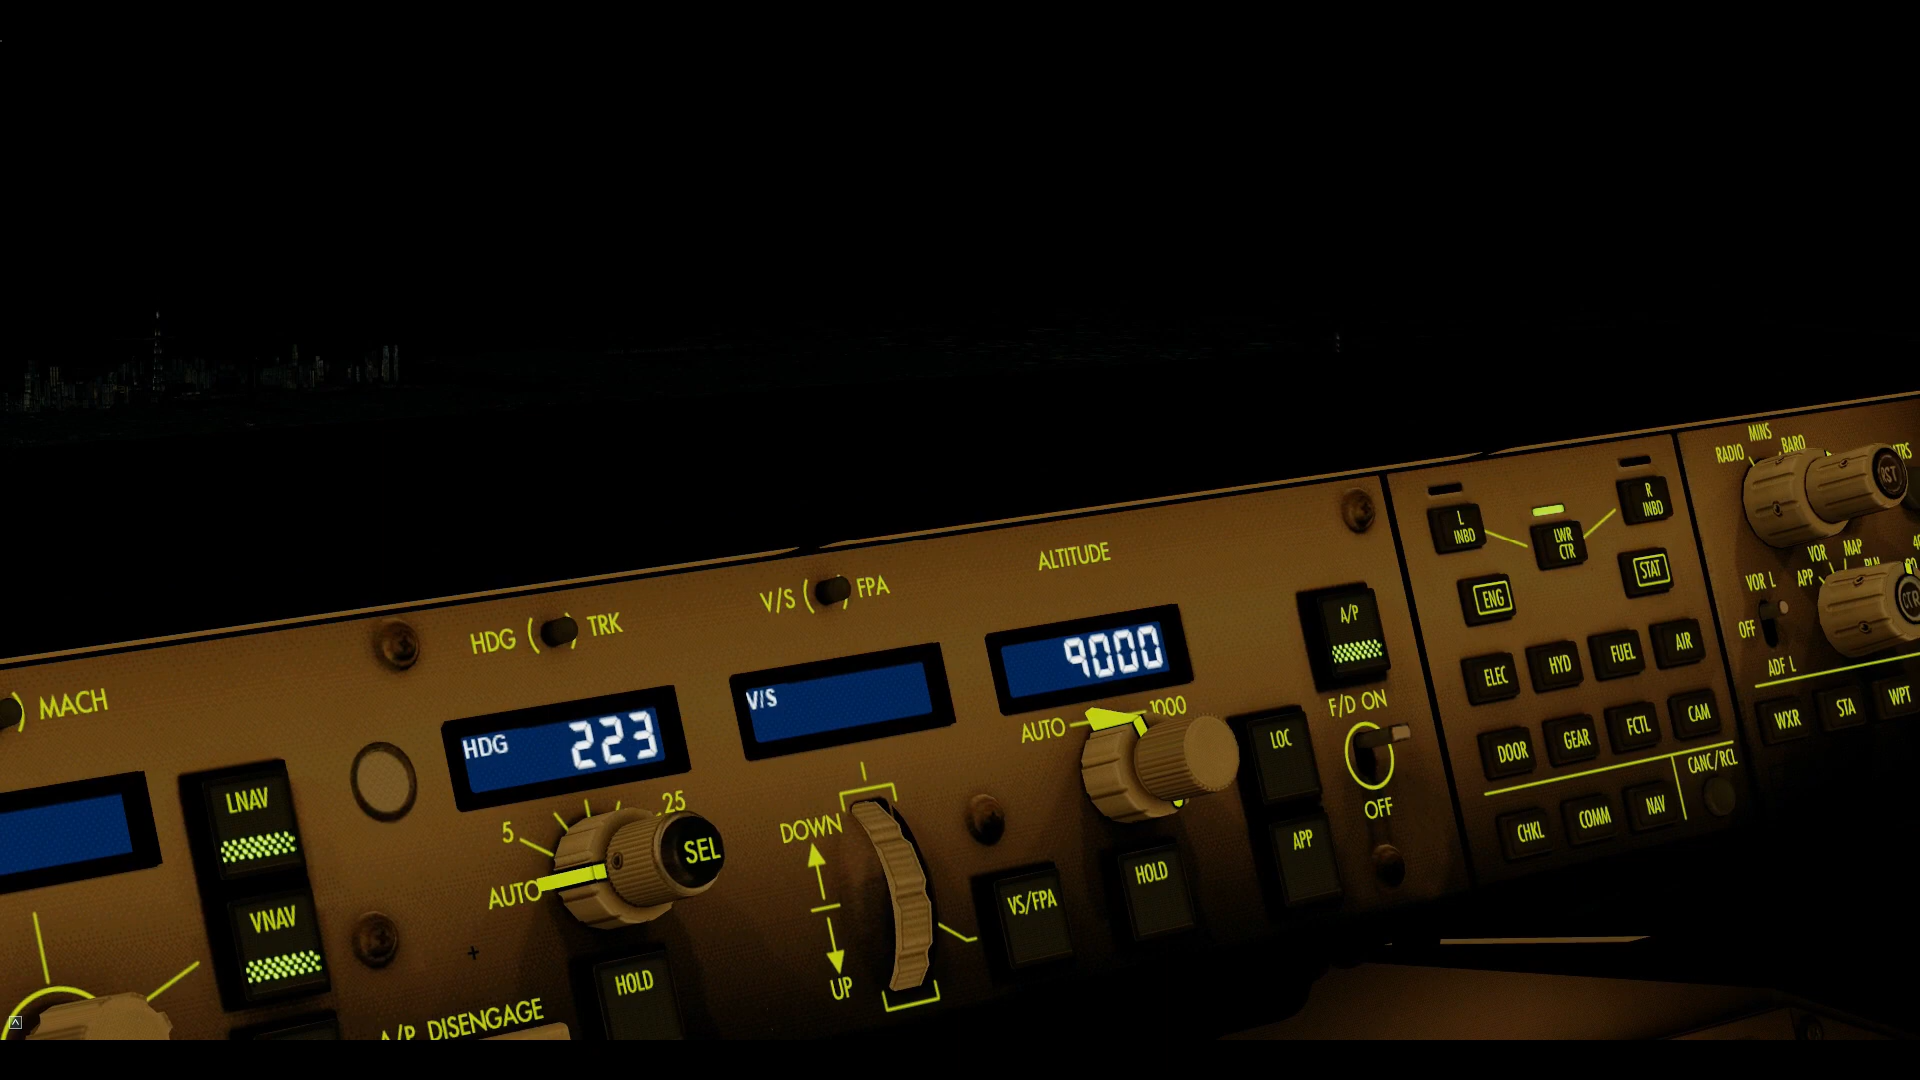 MACH
LNAV
VNAV
HDG ( ) TRK
HDG 223
5
25
AUTO
SEL
HOLD
A/P DISENGAGE
V/S ( ) FPA
V/S
DOWN
UP
VS/FPA
ALTITUDE
9000
AUTO
1000
HOLD
A/P
F/D ON
OFF
LOC
APP
L
INBD
LWR
CTR
R
INBD
ENG
STAT
ELEC
HYD
FUEL
AIR
DOOR
GEAR
FCTL
CAM
CANC/RCL
CHKL
COMM
NAV
MINS
RADIO
BARO
RST
VOR
MAP
APP
PLN
CTR
VOR L
OFF
ADF L
WXR
STA
WPT